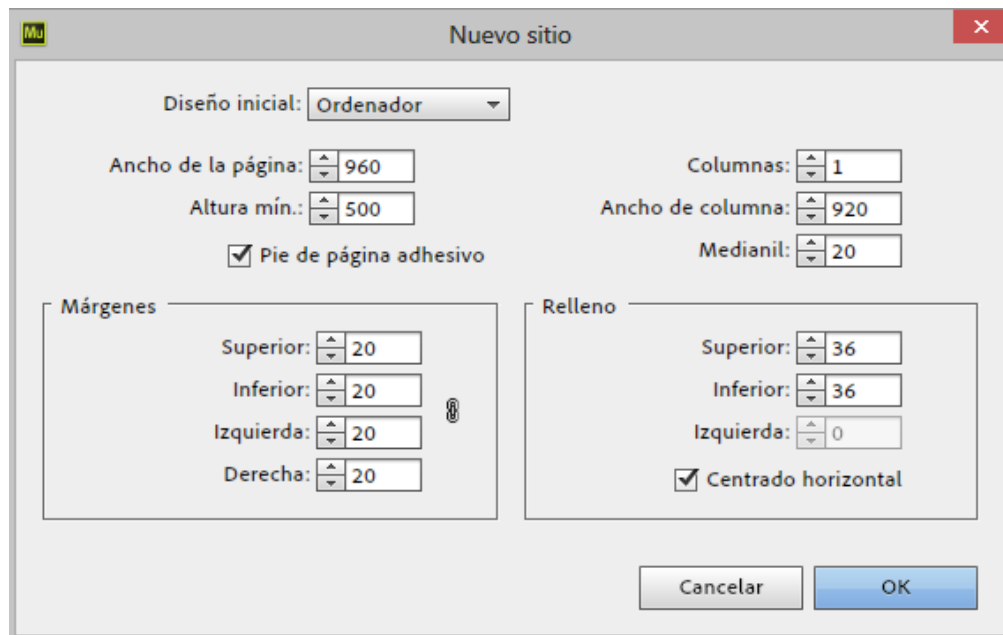 Mu
Nuevo sitio
Diseño inicial: Ordenador
Ancho de la página: 960
Altura mín.: 500
Pie de página adhesivo
Columnas: 1
Ancho de columna: 920
Medianil: 20
Márgenes
Superior: 20
Inferior: 20
Izquierda: 20
Derecha: 20
Relleno
Superior: 36
Inferior: 36
Izquierda: 0
Centrado horizontal
Cancelar
OK